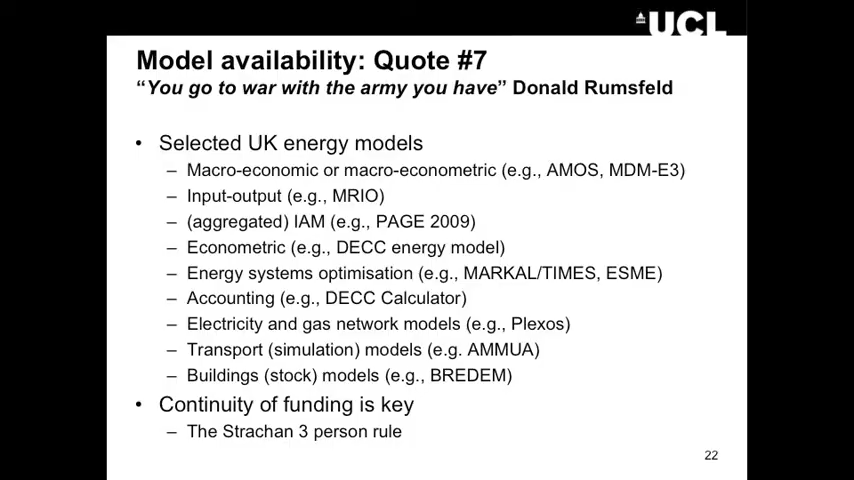 UCL
Model availability: Quote #7
“You go to war with the army you have” Donald Rumsfeld
• Selected UK energy models
– Macro-economic or macro-econometric (e.g., AMOS, MDM-E3)
– Input-output (e.g., MRIO)
– (aggregated) IAM (e.g., PAGE 2009)
– Econometric (e.g., DECC energy model)
– Energy systems optimisation (e.g., MARKAL/TIMES, ESME)
– Accounting (e.g., DECC Calculator)
– Electricity and gas network models (e.g., Plexos)
– Transport (simulation) models (e.g. AMMUA)
– Buildings (stock) models (e.g., BREDEM)
• Continuity of funding is key
– The Strachan 3 person rule
22